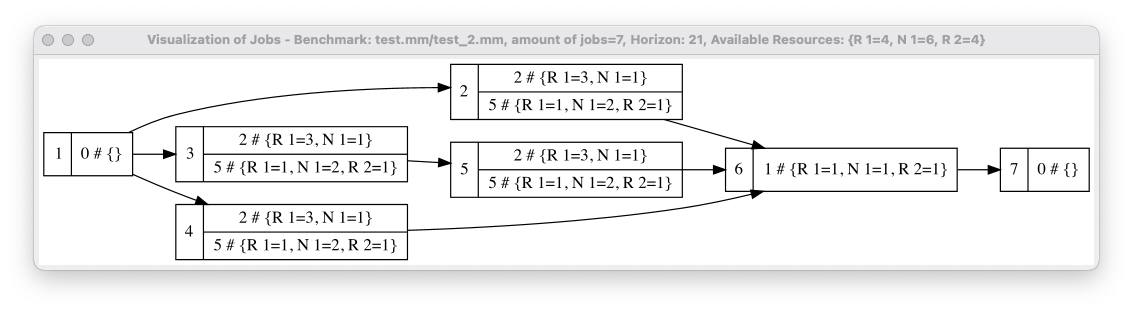 Visualization of Jobs - Benchmark: test.mm/test_2.mm, amount of jobs=7, Horizon: 21, Available Resources: {R 1=4, N 1=6, R 2=4}
1
0 # {}
2
2 # {R 1=3, N 1=1}
5 # {R 1=1, N 1=2, R 2=1}
3
2 # {R 1=3, N 1=1}
5 # {R 1=1, N 1=2, R 2=1}
4
2 # {R 1=3, N 1=1}
5 # {R 1=1, N 1=2, R 2=1}
5
2 # {R 1=3, N 1=1}
5 # {R 1=1, N 1=2, R 2=1}
6
1 # {R 1=1, N 1=1, R 2=1}
7
0 # {}